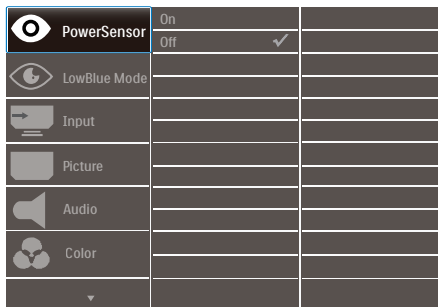 PowerSensor
On
Off
LowBlue Mode
Input
Picture
Audio
Color